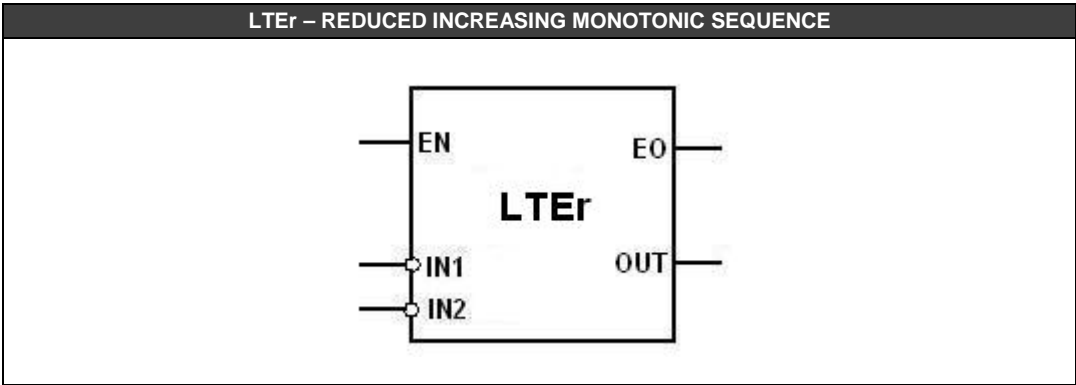 LTEr – REDUCED INCREASING MONOTONIC SEQUENCE
EN
EO
LTEr
IN1
OUT
IN2